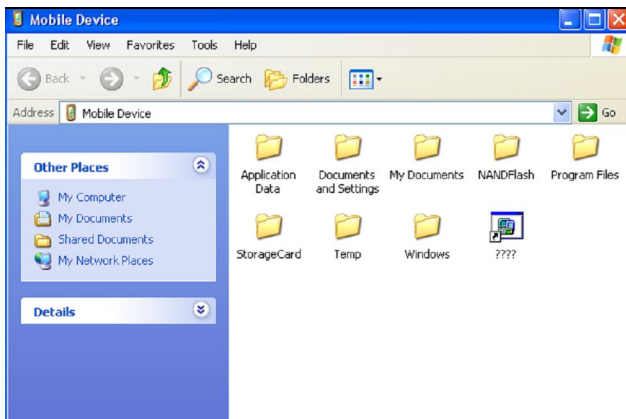 Mobile Device
File Edit View Favorites Tools Help
Back Search Folders
Address Mobile Device Go
Other Places
My Computer
My Documents
Shared Documents
My Network Places
Details
Application Data
Documents and Settings
My Documents
NANDFlash
Program Files
StorageCard
Temp
Windows
????